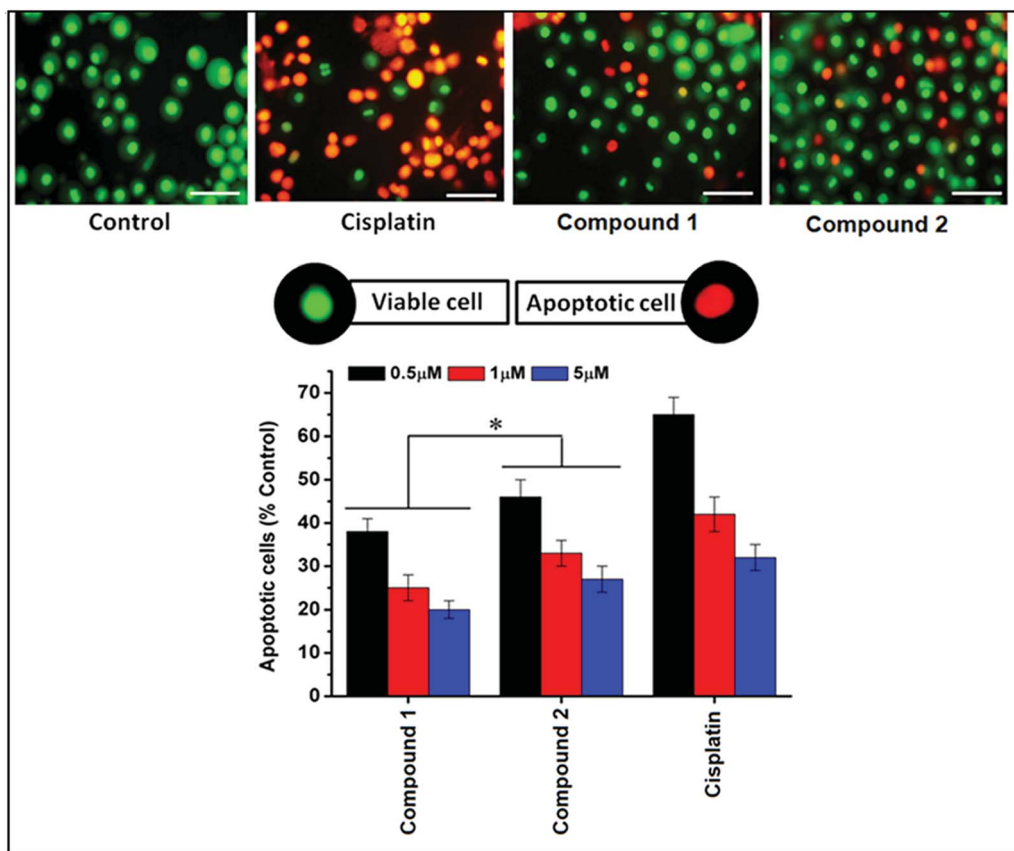 Control
Cisplatin
Compound 1
Compound 2
Viable cell
Apoptotic cell
0.5μM 1μM 5μM
Apoptotic cells (% Control)
70
60
50
40
30
20
10
0
*
Compound 1
Compound 2
Cisplatin